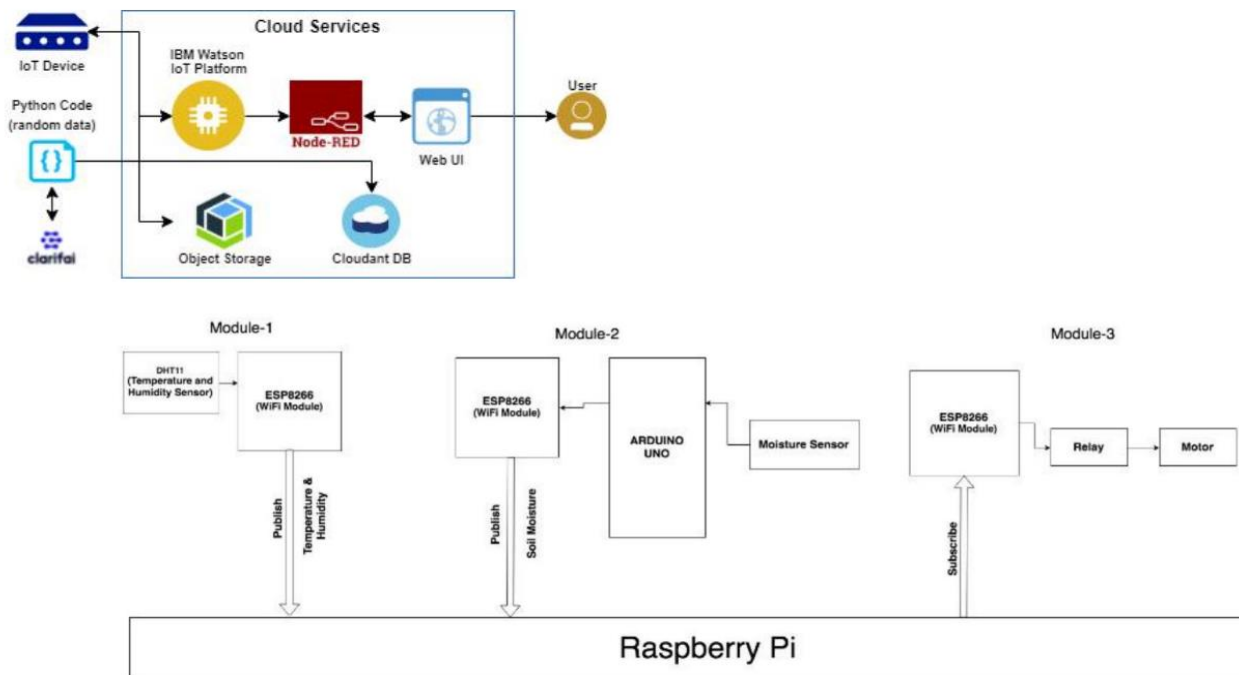 Cloud Services
IoT Device
IBM Watson
IoT Platform
User
Python Code
(random data)
{ }
Node-RED
Web UI
clarifai
Object Storage
Cloudant DB
Module-1
DHT11
(Temperature and
Humidity Sensor)
ESP8266
(WiFi Module)
Publish
Temperature &
Humidity
Module-2
ESP8266
(WiFi Module)
ARDUINO
UNO
Moisture Sensor
Publish
Soil Moisture
Module-3
ESP8266
(WiFi Module)
Relay
Motor
Subscribe
Raspberry Pi